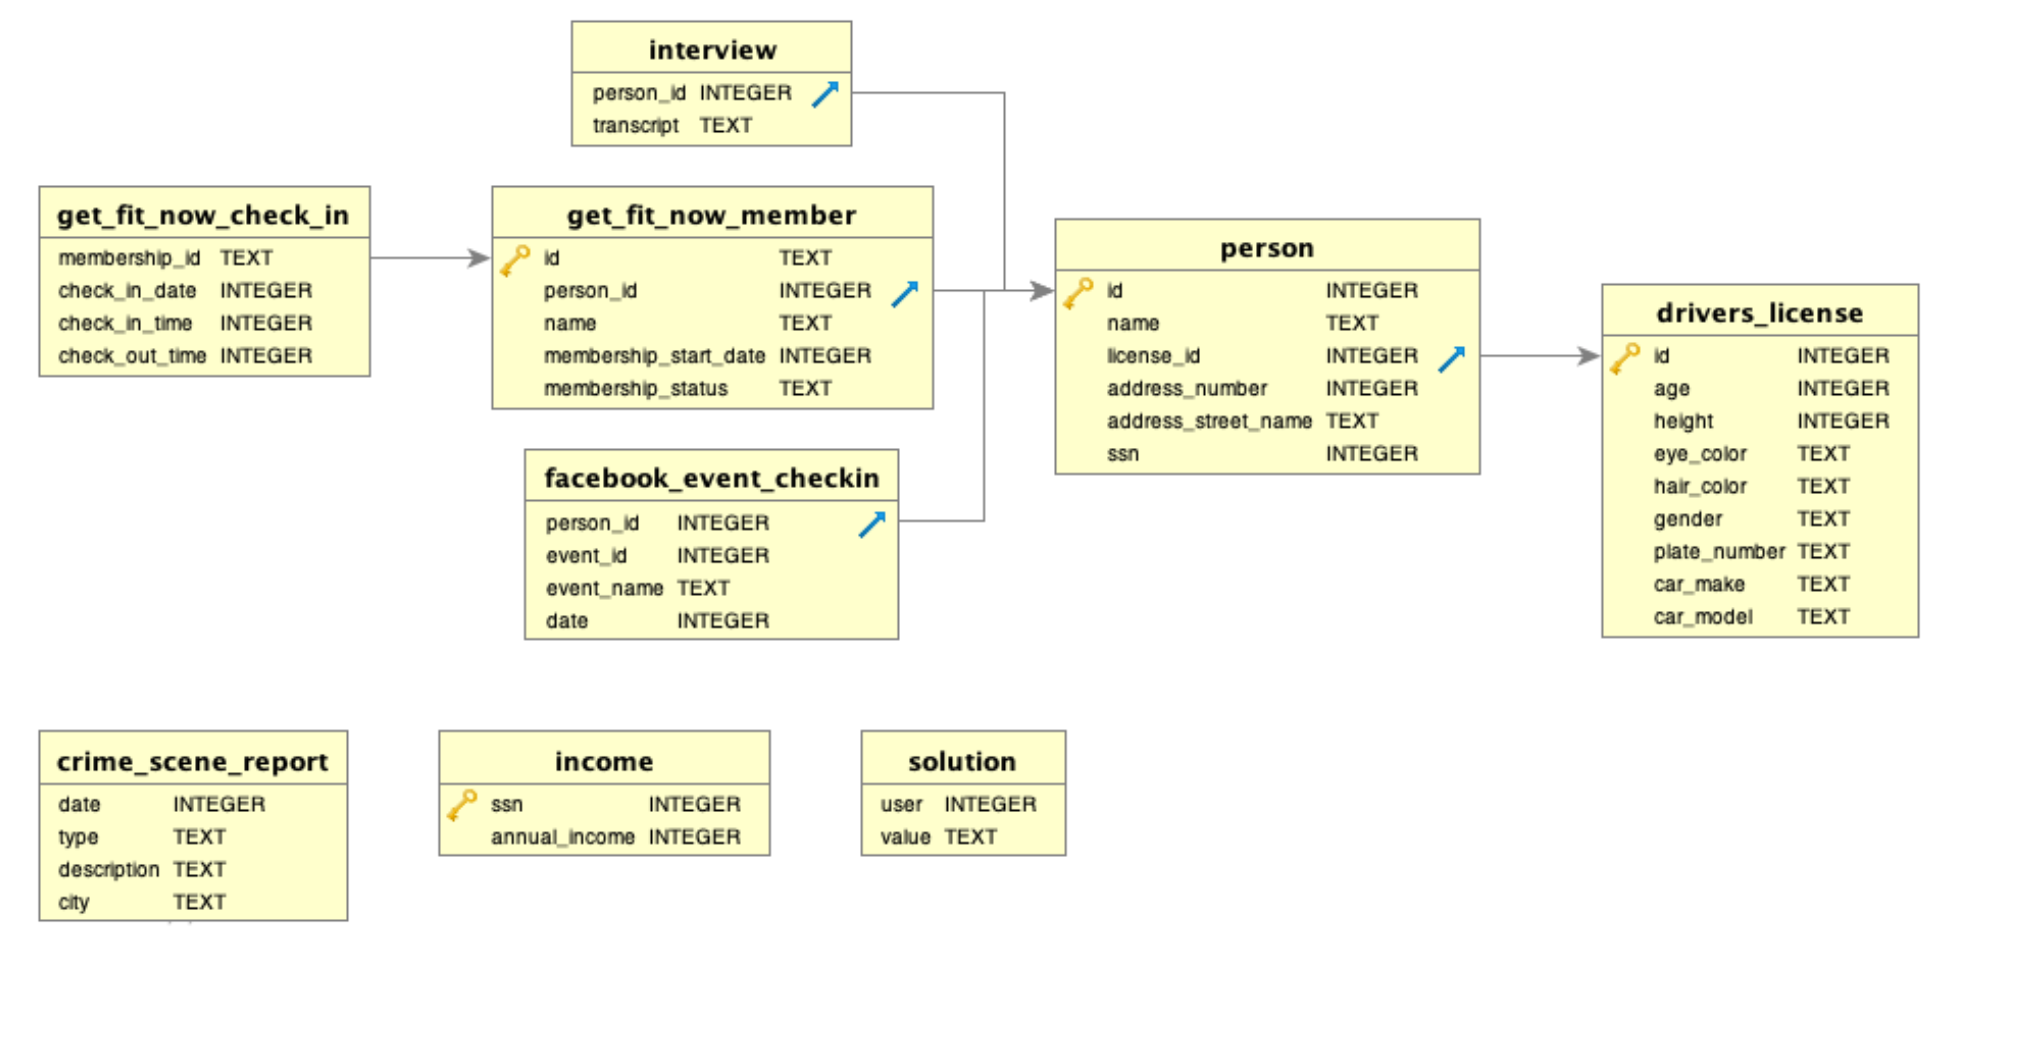 interview
person_id INTEGER
transcript TEXT
get_fit_now_check_in
membership_id TEXT
check_in_date INTEGER
check_in_time INTEGER
check_out_time INTEGER
get_fit_now_member
id TEXT
person_id INTEGER
name TEXT
membership_start_date INTEGER
membership_status TEXT
person
id INTEGER
name TEXT
license_id INTEGER
address_number INTEGER
address_street_name TEXT
ssn INTEGER
drivers_license
id INTEGER
age INTEGER
height INTEGER
eye_color TEXT
hair_color TEXT
gender TEXT
plate_number TEXT
car_make TEXT
car_model TEXT
facebook_event_checkin
person_id INTEGER
event_id INTEGER
event_name TEXT
date INTEGER
crime_scene_report
date INTEGER
type TEXT
description TEXT
city TEXT
income
ssn INTEGER
annual_income INTEGER
solution
user INTEGER
value TEXT